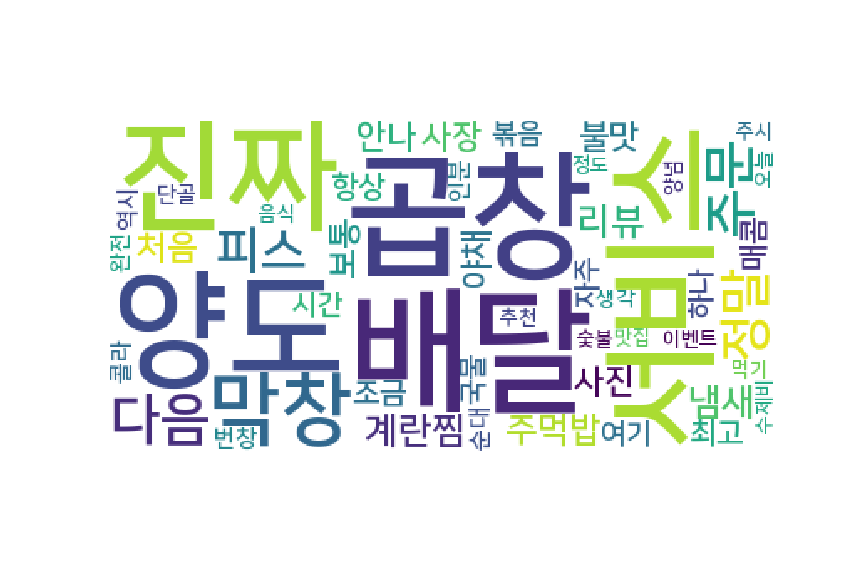 진짜
안나
사장
볶음
불맛
주시
역시
단골
음식
항상
곱창
인분
정도
양념
오늘
주문
서비스
리뷰
매콤
완전
처음
피스
보통
야채
자주
생각
하나
정말
양도
시간
배달
추천
숯불
맛집
이벤트
콜라
막창
조금
국물
사진
냄새
먹기
수제비
다음
번창
계란찜
순대
주먹밥
여기
최고